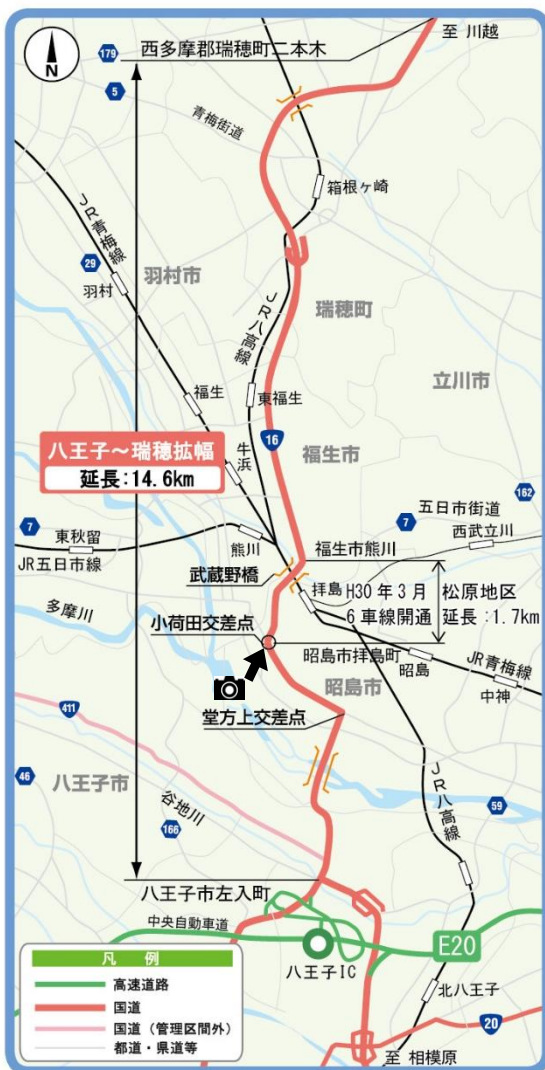 至 川越
179
西多摩郡瑞穂町二本木
N
5
青梅街道
箱根ヶ崎
JR青梅線
29
羽村
羽村市
JR八高線
瑞穂町
立川市
福生
東福生
16
八王子~瑞穂拡幅
延長:14.6km
牛浜
福生市
162
五日市街道
7
7
西武立川
東秋留
熊川
福生市熊川
JR五日市線
武蔵野橋
拝島
H30年3月
6車線開通
松原地区
延長:1.7km
多摩川
小荷田交差点
昭島市拝島町
昭島
JR青梅線
中神
昭島市
411
堂方上交差点
46
八王子市
谷地川
JR八高線
59
166
八王子市左入町
中央自動車道
E20
八王子IC
凡 例
高速道路
国道
国道(管理区間外)
都道・県道等
北八王子
20
至 相模原